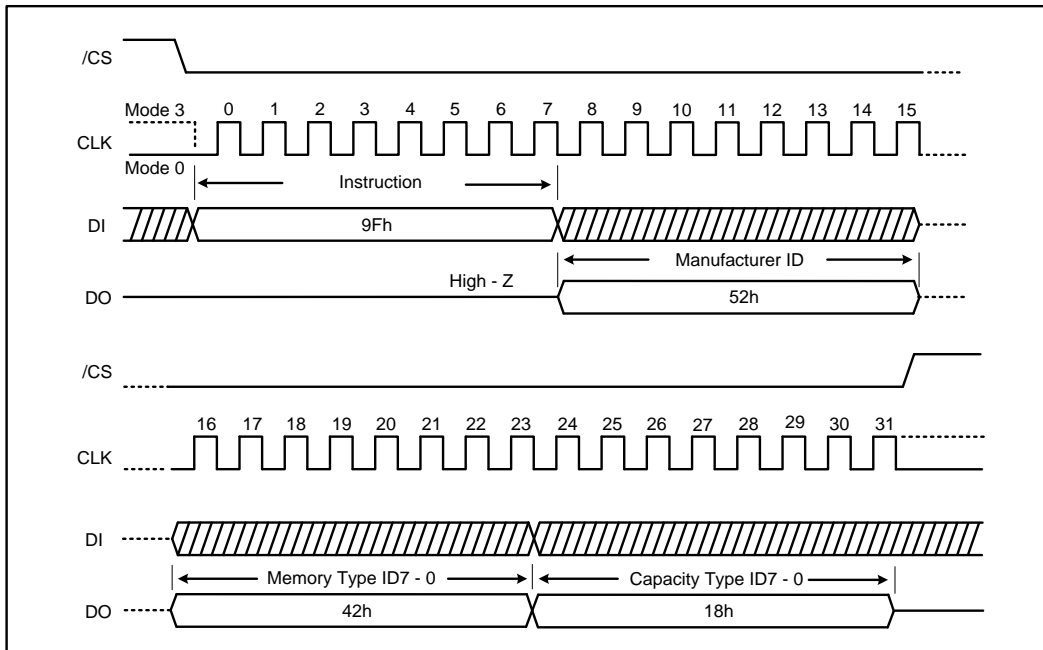 /CS
Mode 3 0 1 2 3 4 5 6 7 8 9 10 11 12 13 14 15
CLK
Mode 0
Instruction
DI 9Fh
Manufacturer ID
High - Z
DO 52h
/CS
16 17 18 19 20 21 22 23 24 25 26 27 28 29 30 31
CLK
DI
Memory Type ID7 - 0 Capacity Type ID7 - 0
DO 42h 18h